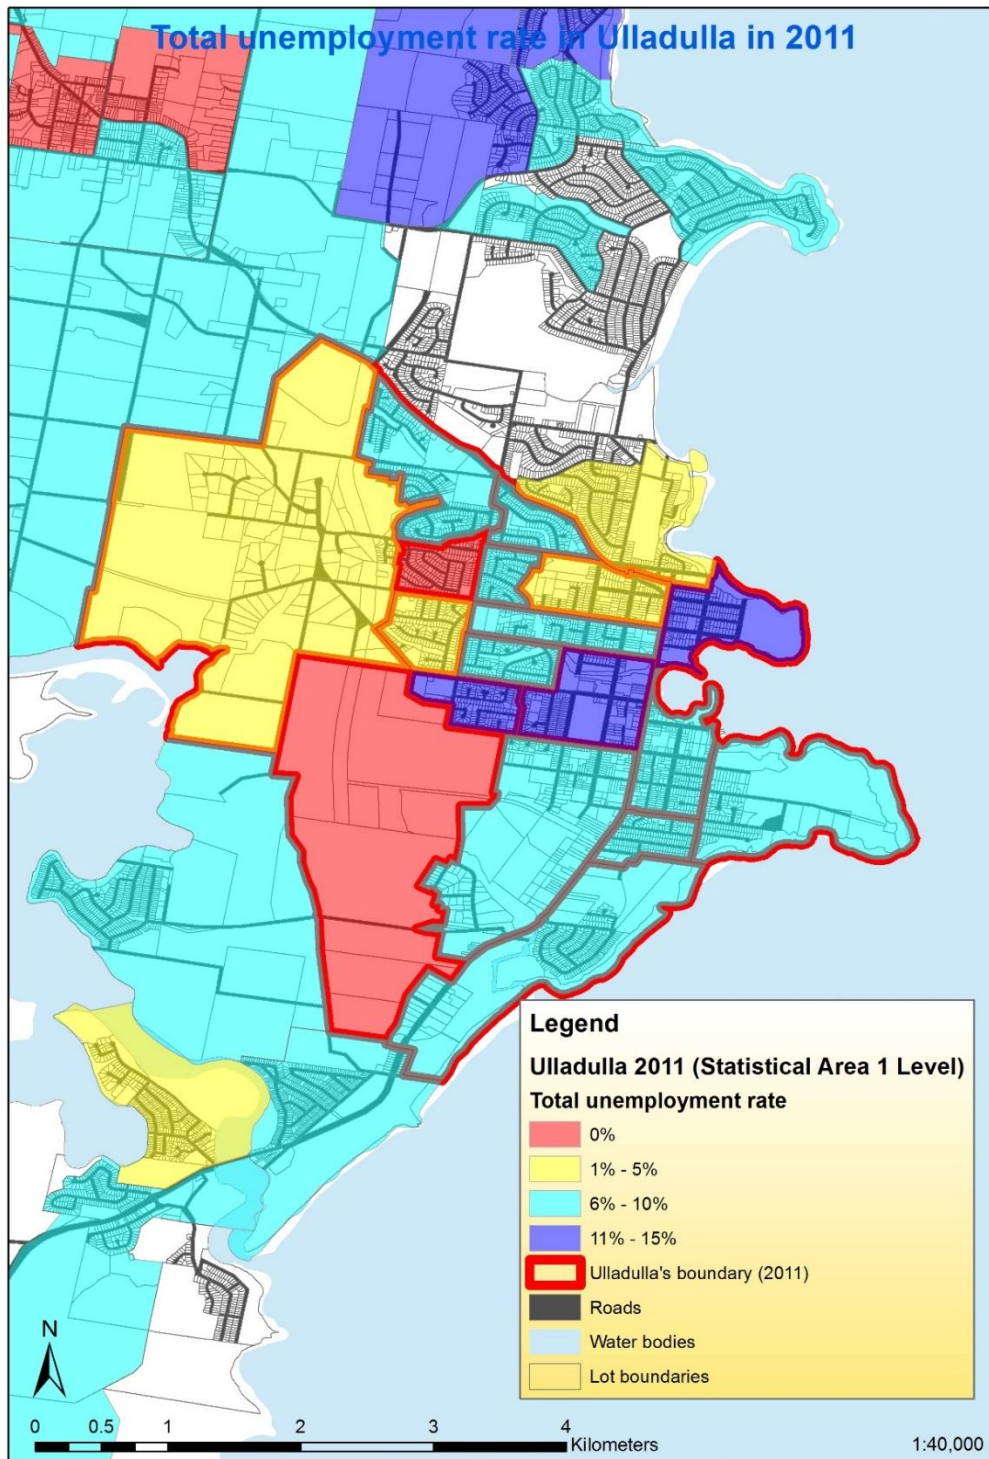 Total unemployment rate in Ulladulla in 2011
Legend
Ulladulla 2011 (Statistical Area 1 Level)
Total unemployment rate
0%
1% - 5%
6% - 10%
11% - 15%
Ulladulla's boundary (2011)
Roads
Water bodies
Lot boundaries
N
0 0.5 1 2 3 4
Kilometers
1:40,000